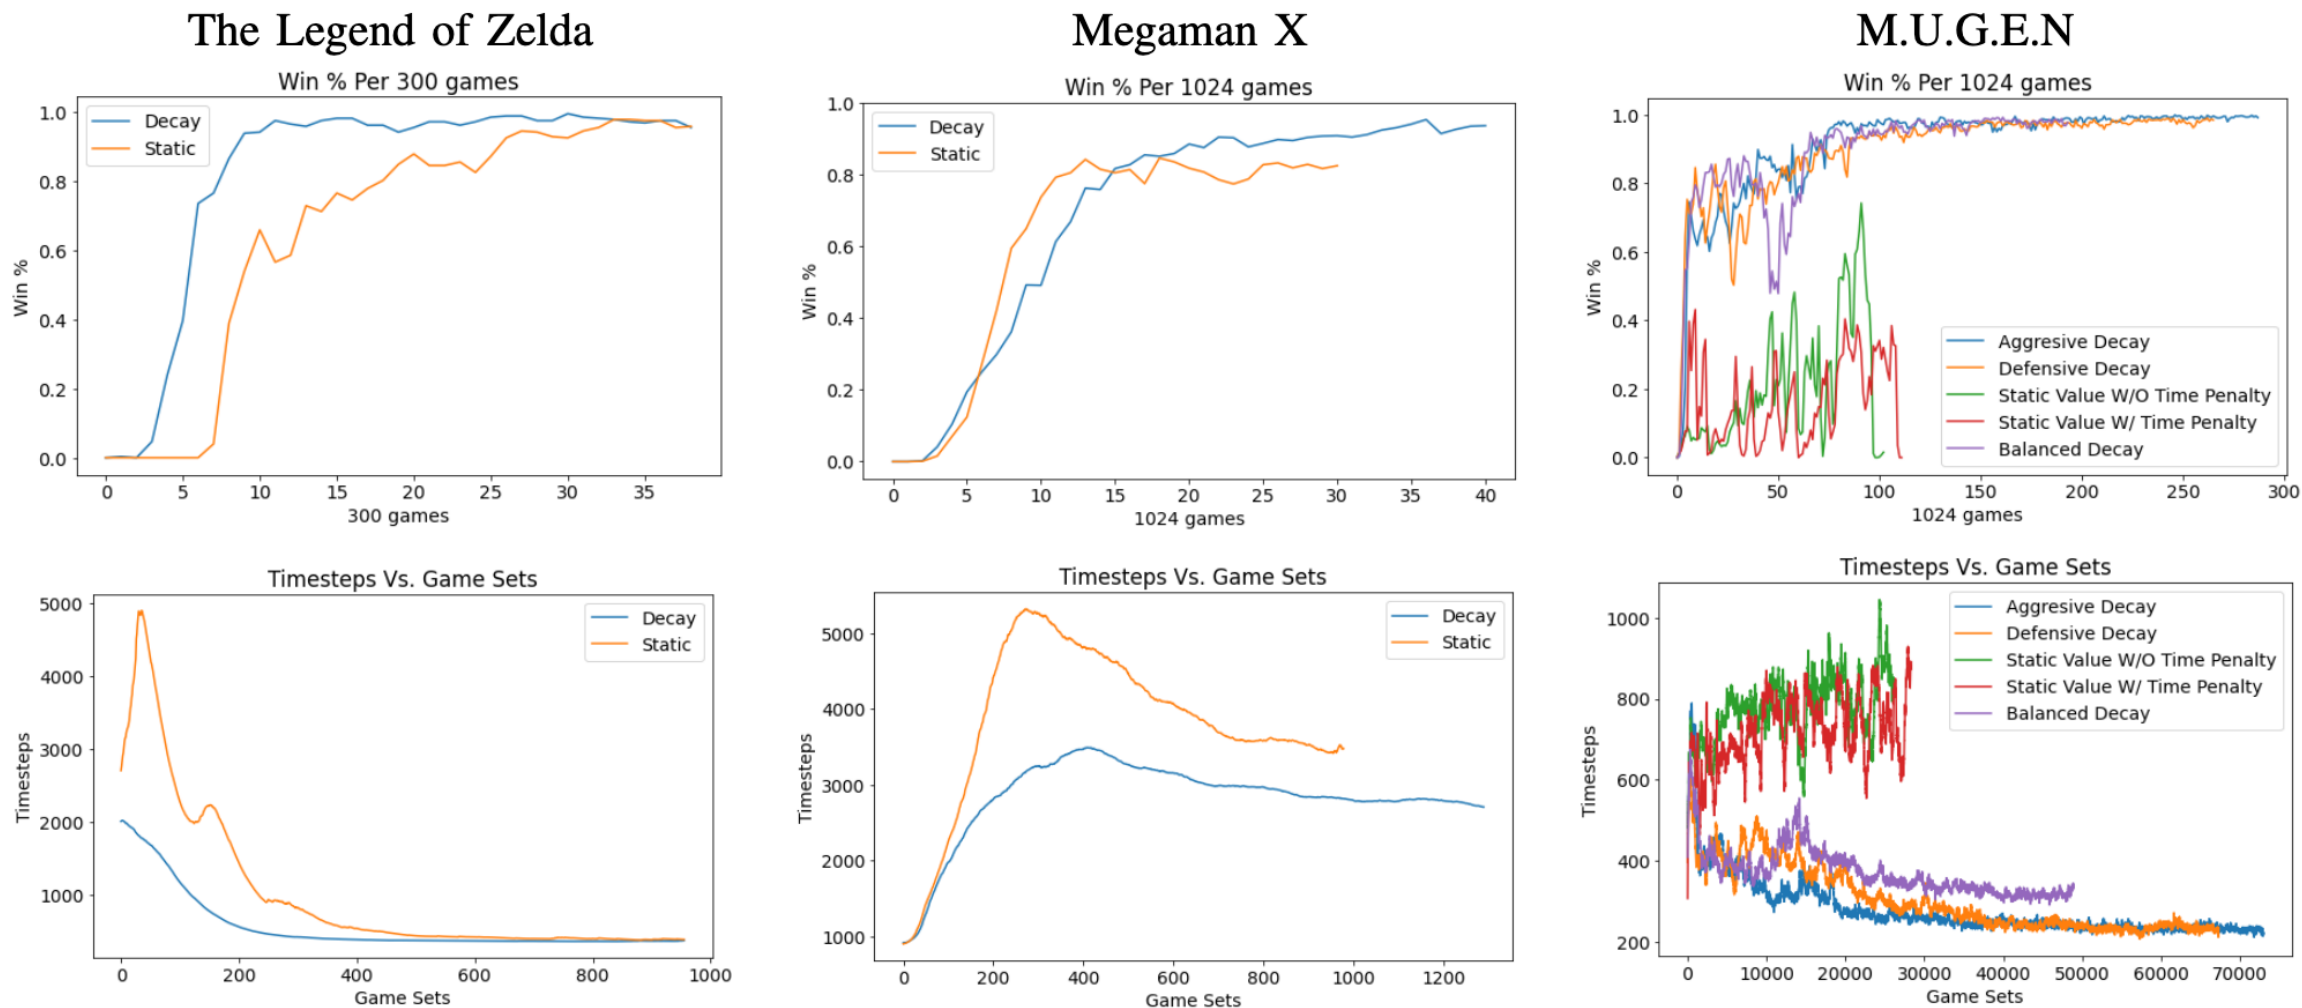 The Legend of Zelda
Megaman X
M.U.G.E.N
Win % Per 300 games
1.0
0.8
0.6
0.4
0.2
0.0
Win %
Decay
Static
0 5 10 15 20 25 30 35
300 games
Win % Per 1024 games
1.0
0.8
0.6
0.4
0.2
0.0
Win %
Decay
Static
0 5 10 15 20 25 30 35 40
1024 games
Win % Per 1024 games
1.0
0.8
0.6
0.4
0.2
0.0
Win %
Aggresive Decay
Defensive Decay
Static Value W/O Time Penalty
Static Value W/ Time Penalty
Balanced Decay
0 50 100 150 200 250 300
1024 games
Timesteps Vs. Game Sets
5000
4000
3000
2000
1000
Timesteps
Decay
Static
0 200 400 600 800 1000
Game Sets
Timesteps Vs. Game Sets
5000
4000
3000
2000
1000
Timesteps
Decay
Static
0 200 400 600 800 1000 1200
Game Sets
Timesteps Vs. Game Sets
1000
800
600
400
200
Timesteps
Aggresive Decay
Defensive Decay
Static Value W/O Time Penalty
Static Value W/ Time Penalty
Balanced Decay
0 10000 20000 30000 40000 50000 60000 70000
Game Sets